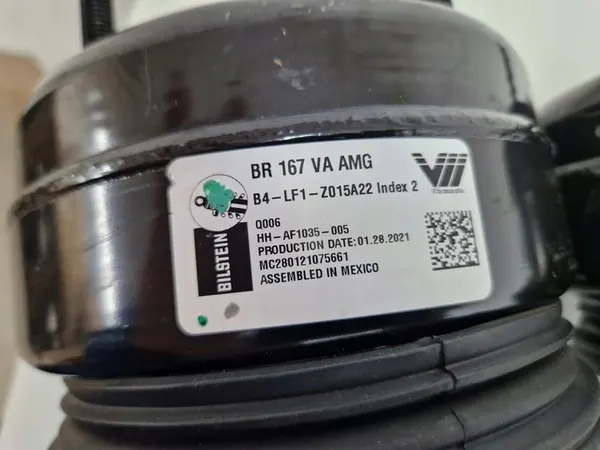 BR 167 VA AMG
B4-LF1-Z015A22 Index 2
Q006
HH-AF1035-005
PRODUCTION DATE:01.28.2021
MC280121075661
ASSEMBLED IN MEXICO
BILSTEIN
Vibracoustic